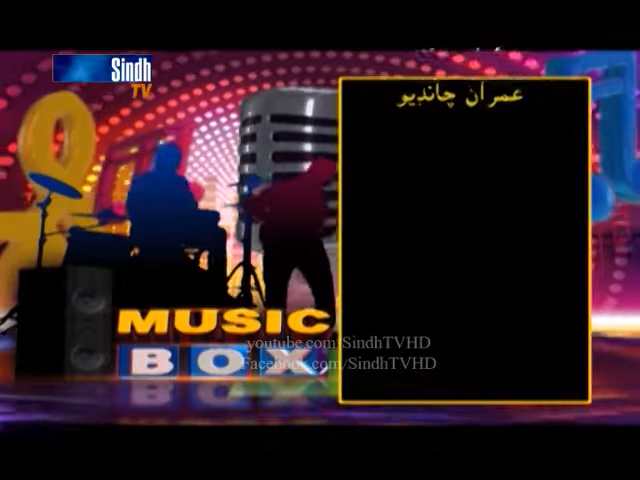 Sindh
TV
عمران چانڊيو
MUSIC
BOX
youtube.com/SindhTVHD
Facebook.com/SindhTVHD